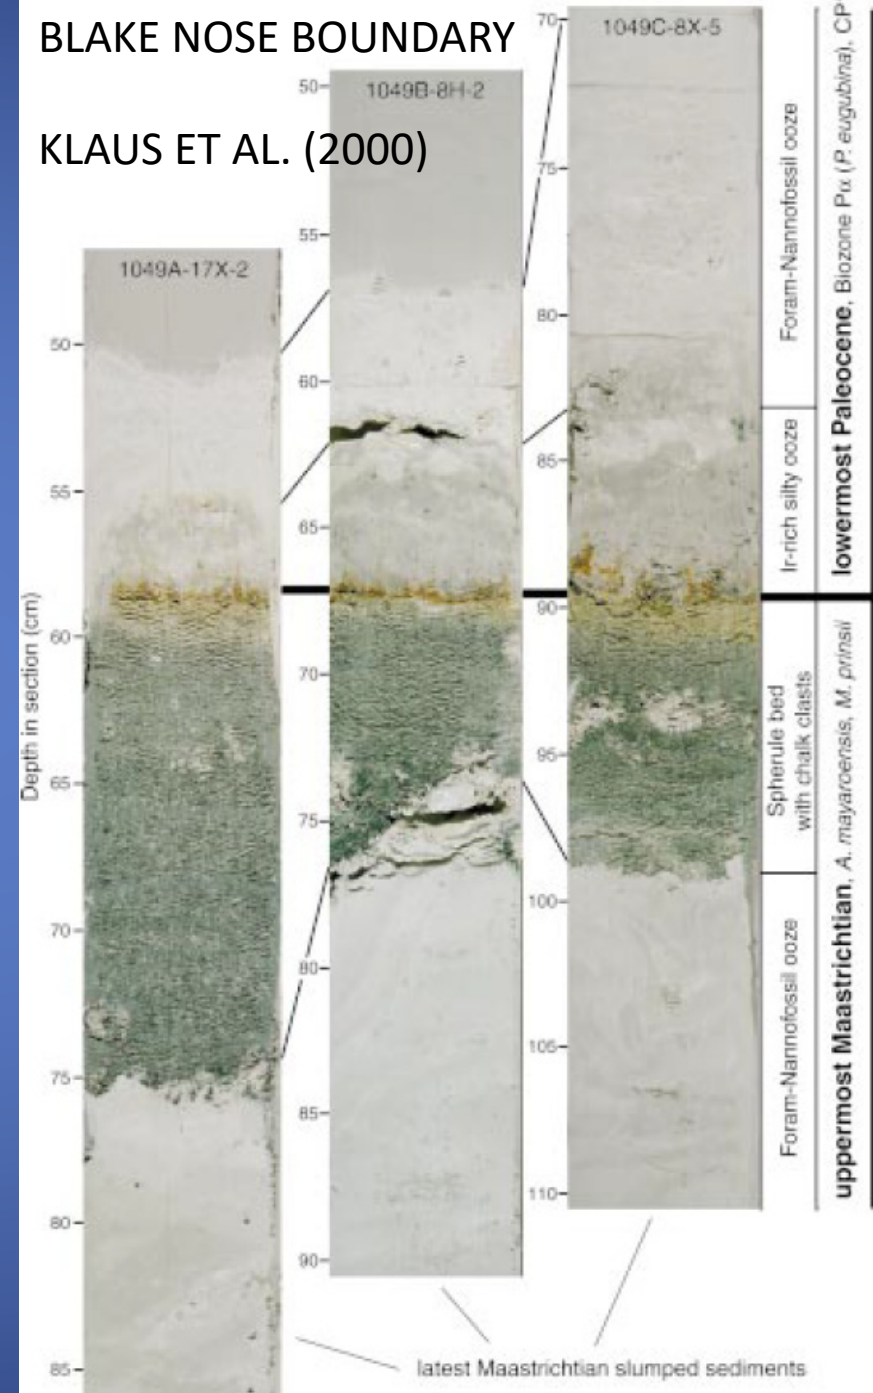 BLAKE NOSE BOUNDARY
KLAUS ET AL. (2000)
1049A-17X-2
1049B-8H-2
1049C-8X-5
Depth in section (cm)
50
55
60
65
70
75
80
85
50
55
60
65
70
75
80
85
90
70
75
80
85
90
95
100
105
110
Foram-Nannofossil ooze
Ir-rich silty ooze
Spherule bed
with chalk clasts
Foram-Nannofossil ooze
lowermost Paleocene, Biozone Pα (P. eugubina), CP
uppermost Maastrichtian, A. mayaroensis, M. prinsii
latest Maastrichtian slumped sediments